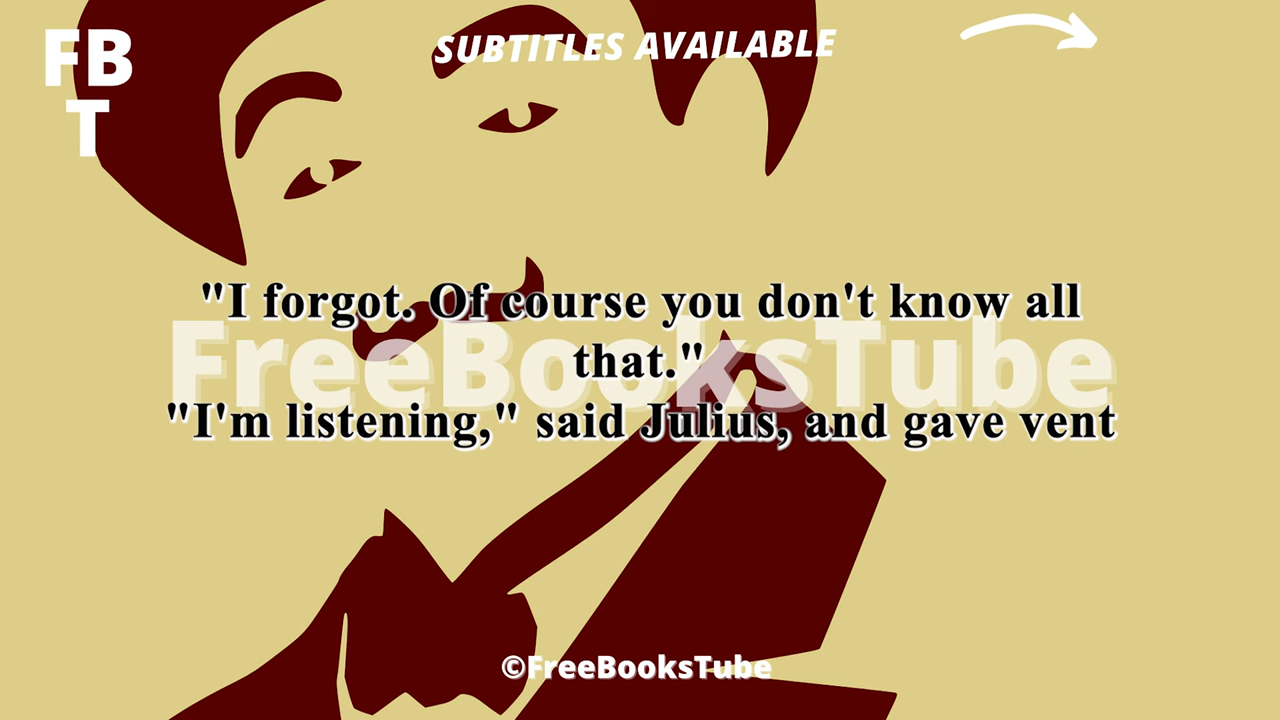 FB
T
SUBTITLES AVAILABLE
"I forgot. Of course you don't know all
that."
FreeBooksTube
"I'm listening," said Julius, and gave vent
©FreeBooksTube